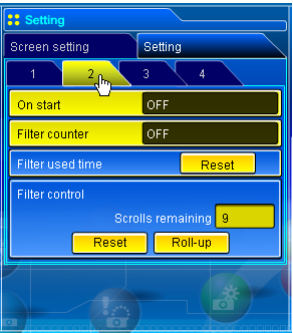 Setting
Screen setting Setting
1 2 3 4
On start OFF
Filter counter OFF
Filter used time Reset
Filter control
Scrolls remaining 9
Reset Roll-up